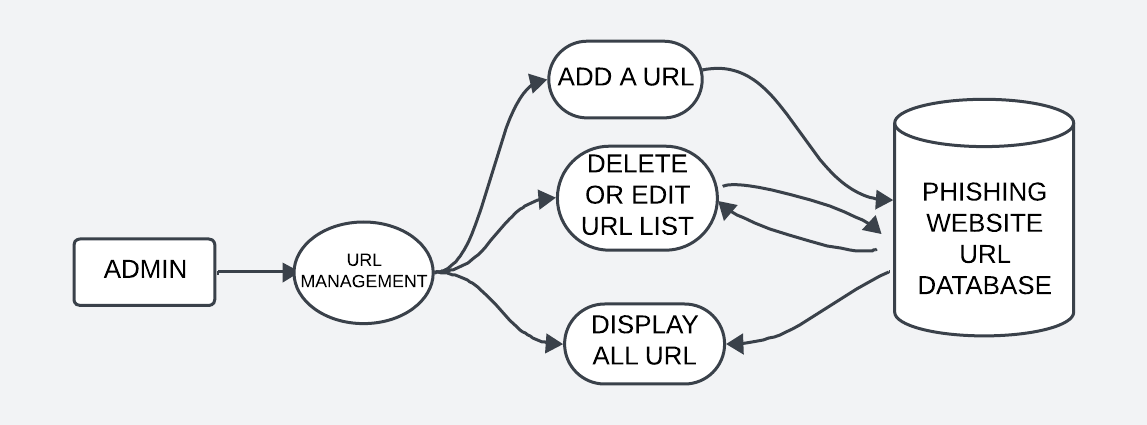 ADMIN
URL
MANAGEMENT
ADD A URL
DELETE
OR EDIT
URL LIST
DISPLAY
ALL URL
PHISHING
WEBSITE
URL
DATABASE